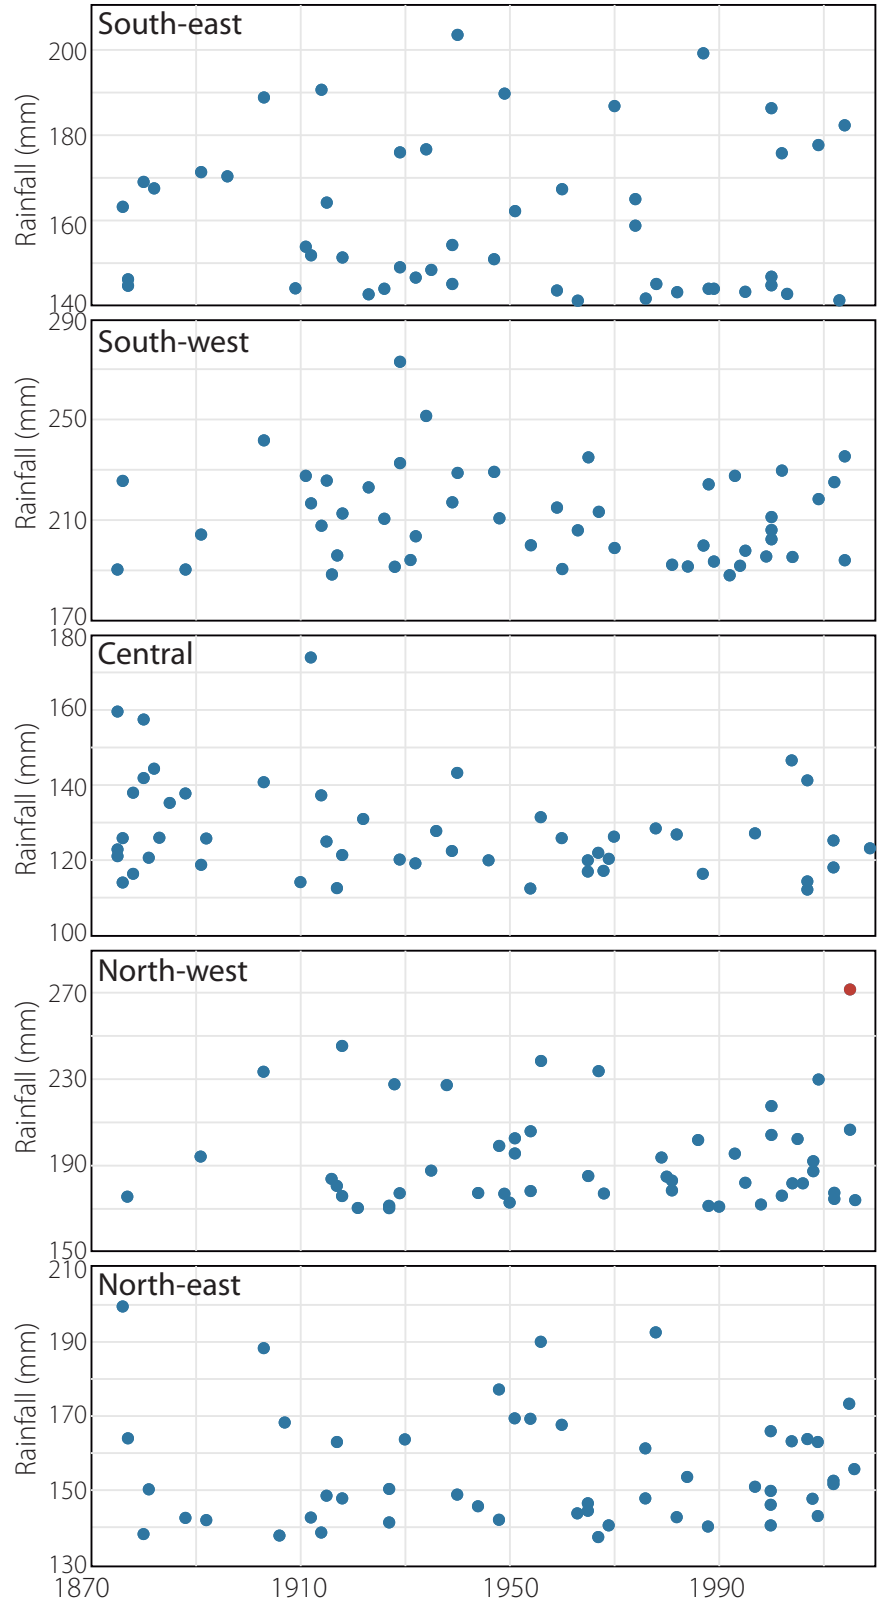 South-east
Rainfall (mm)
200
180
160
140
South-west
Rainfall (mm)
290
250
210
170
Central
Rainfall (mm)
180
160
140
120
100
North-west
Rainfall (mm)
270
230
190
150
North-east
Rainfall (mm)
210
190
170
150
130
1870 1910 1950 1990